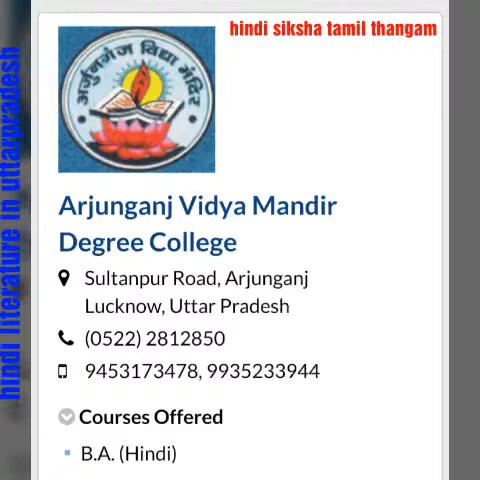 hindi siksha tamil thangam
hindi literature in uttarpradesh
अर्जुनगंज विद्या मन्दिर
Arjunganj Vidya Mandir
Degree College
Sultanpur Road, Arjunganj
Lucknow, Uttar Pradesh
(0522) 2812850
9453173478, 9935233944
Courses Offered
B.A. (Hindi)